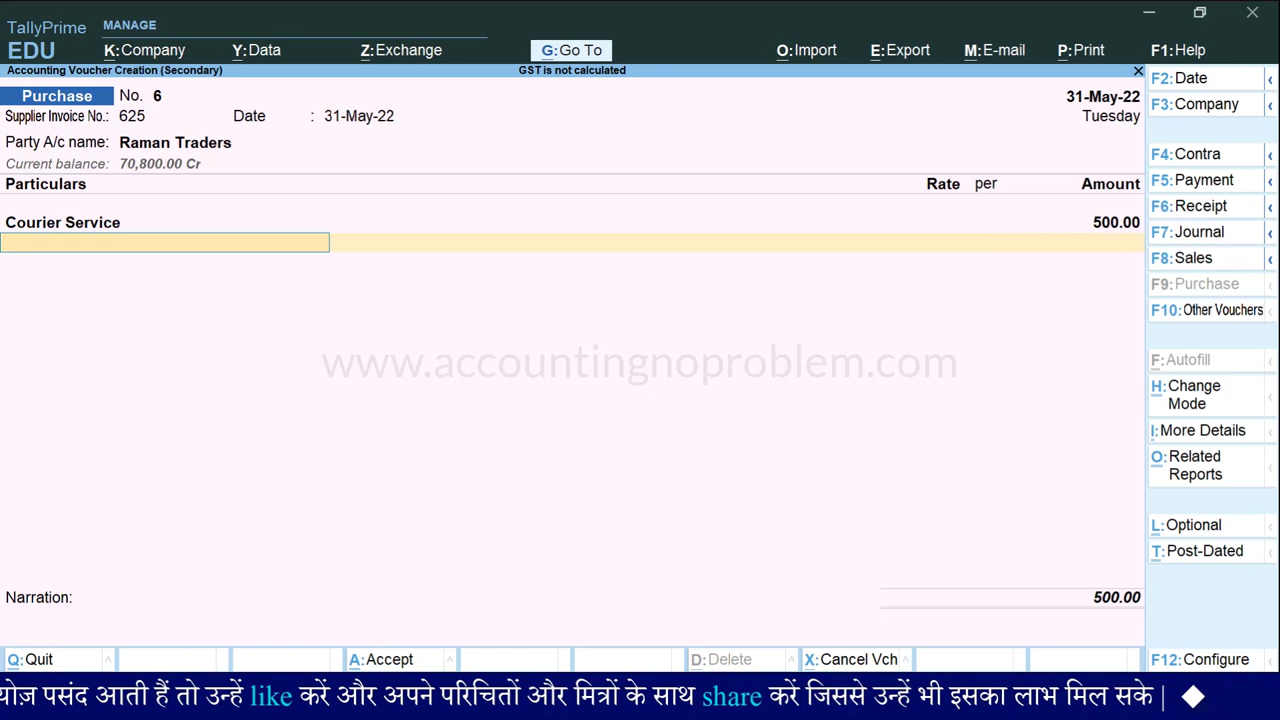 TallyPrime MANAGE
EDU K:Company Y:Data Z:Exchange G:Go To O:Import E:Export M:E-mail P:Print F1:Help
Accounting Voucher Creation (Secondary) GST is not calculated
Purchase No. 6 31-May-22
Supplier Invoice No.: 625 Date : 31-May-22 Tuesday
Party A/c name: Raman Traders
Current balance: 70,800.00 Cr
Particulars Rate per Amount
Courier Service 500.00
www.accountingnoproblem.com
Narration: 500.00
Q:Quit A:Accept D:Delete X:Cancel Vch
F2:Date
F3:Company
F4:Contra
F5:Payment
F6:Receipt
F7:Journal
F8:Sales
F9:Purchase
F10:Other Vouchers
F:Autofill
H:Change
Mode
I:More Details
O:Related
Reports
L:Optional
T:Post-Dated
F12:Configure
पसंद आती हैं तो उन्हें like करें और अपने परिचितों और मित्रों के साथ share करें जिससे उन्हें भी इसका लाभ मिल सके | ◆